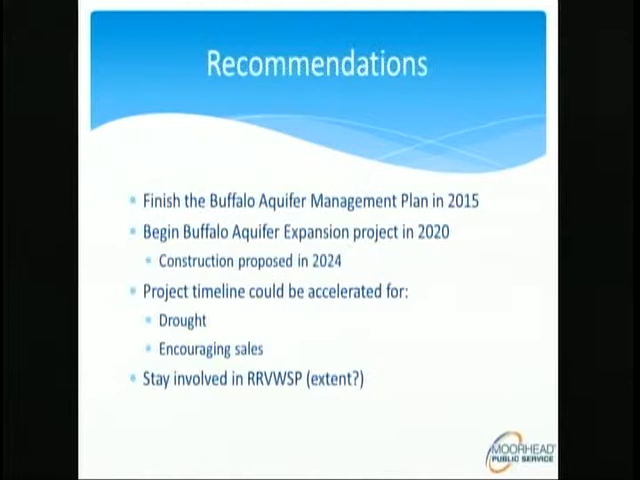 Recommendations
Finish the Buffalo Aquifer Management Plan in 2015
Begin Buffalo Aquifer Expansion project in 2020
Construction proposed in 2024
Project timeline could be accelerated for:
Drought
Encouraging sales
Stay involved in RRVWSP (extent?)
MOORHEAD
PUBLIC SERVICE